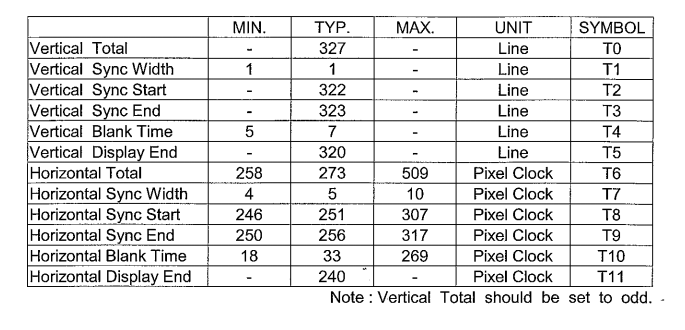 MIN. TYP. MAX. UNIT SYMBOL
Vertical Total - 327 - Line T0
Vertical Sync Width 1 1 - Line T1
Vertical Sync Start - 322 - Line T2
Vertical Sync End - 323 - Line T3
Vertical Blank Time 5 7 - Line T4
Vertical Display End - 320 - Line T5
Horizontal Total 258 273 509 Pixel Clock T6
Horizontal Sync Width 4 5 10 Pixel Clock T7
Horizontal Sync Start 246 251 307 Pixel Clock T8
Horizontal Sync End 250 256 317 Pixel Clock T9
Horizontal Blank Time 18 33 269 Pixel Clock T10
Horizontal Display End - 240 - Pixel Clock T11
Note : Vertical Total should be set to odd.